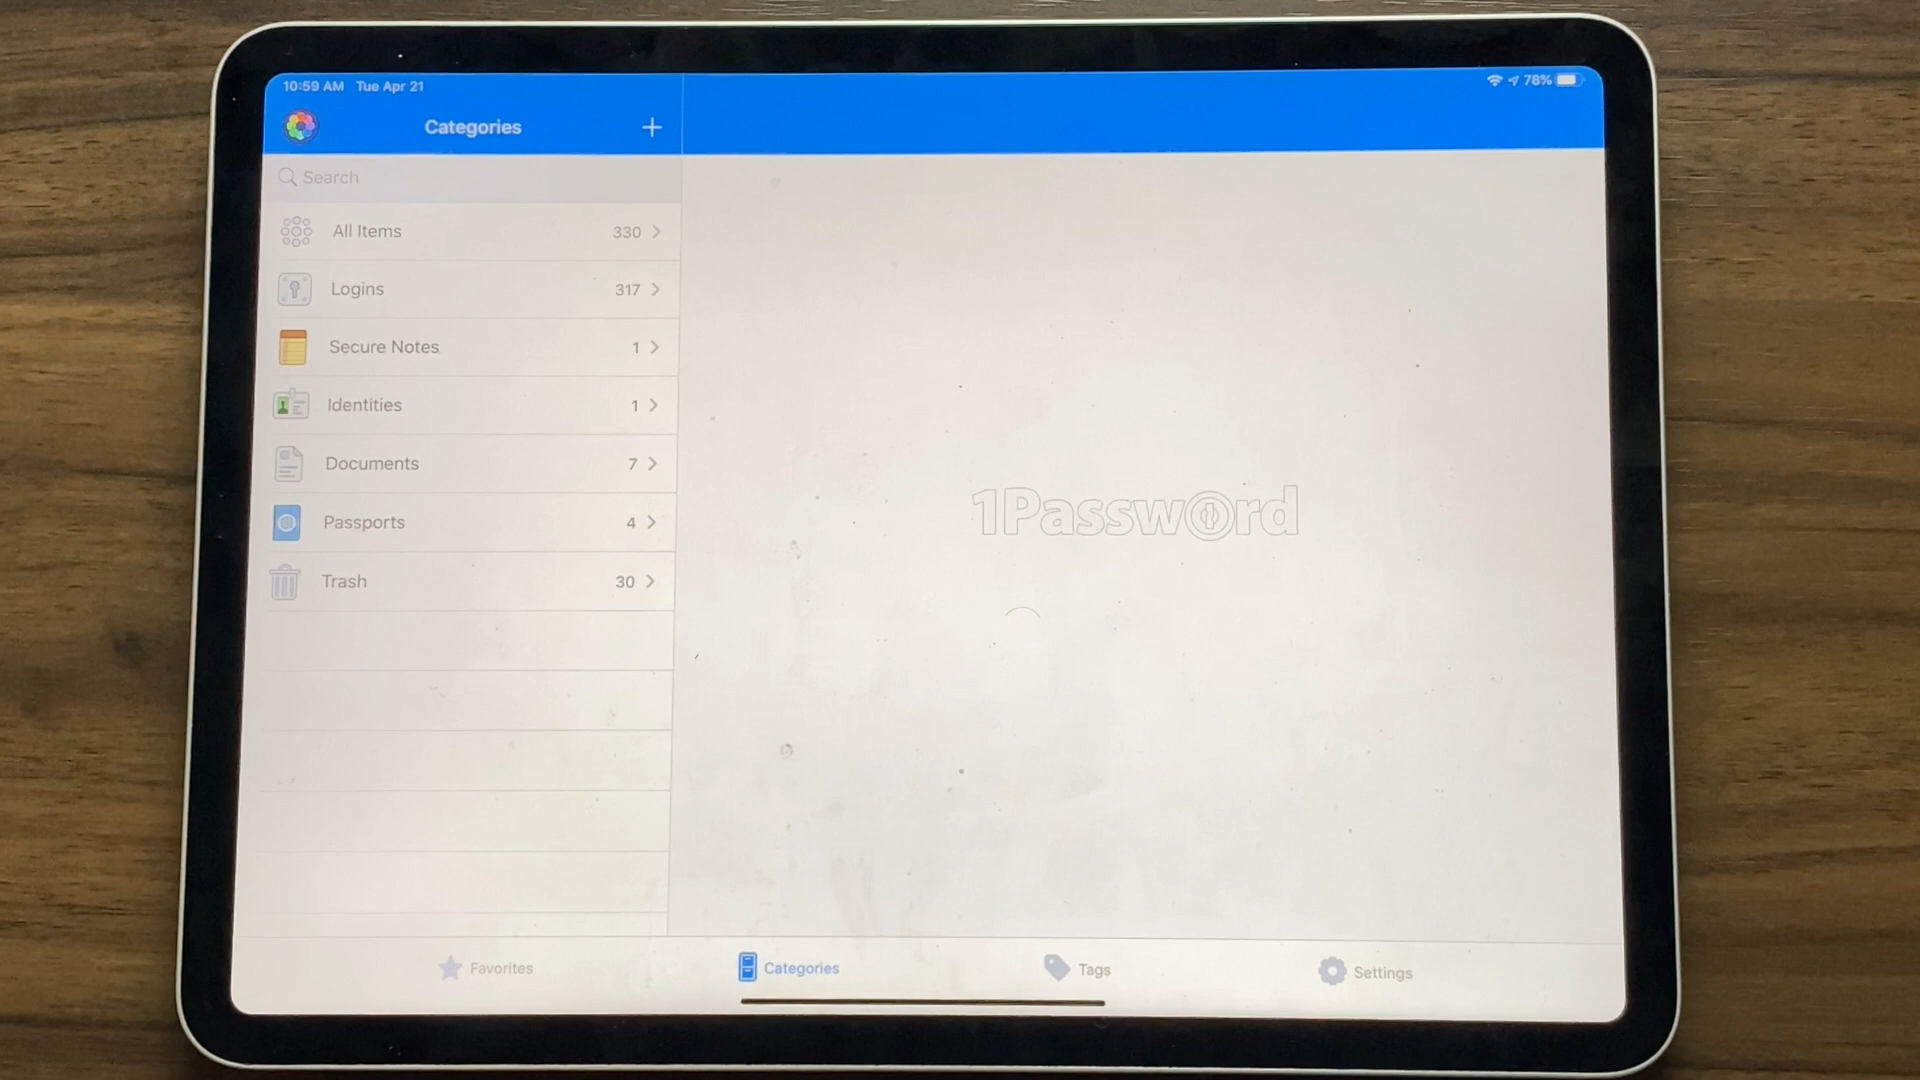 10:59 AM Tue Apr 21
78%
Categories
Search
All Items 330
Logins 317
Secure Notes 1
Identities 1
Documents 7
Passports 4
Trash 30
1Password
Favorites
Categories
Tags
Settings